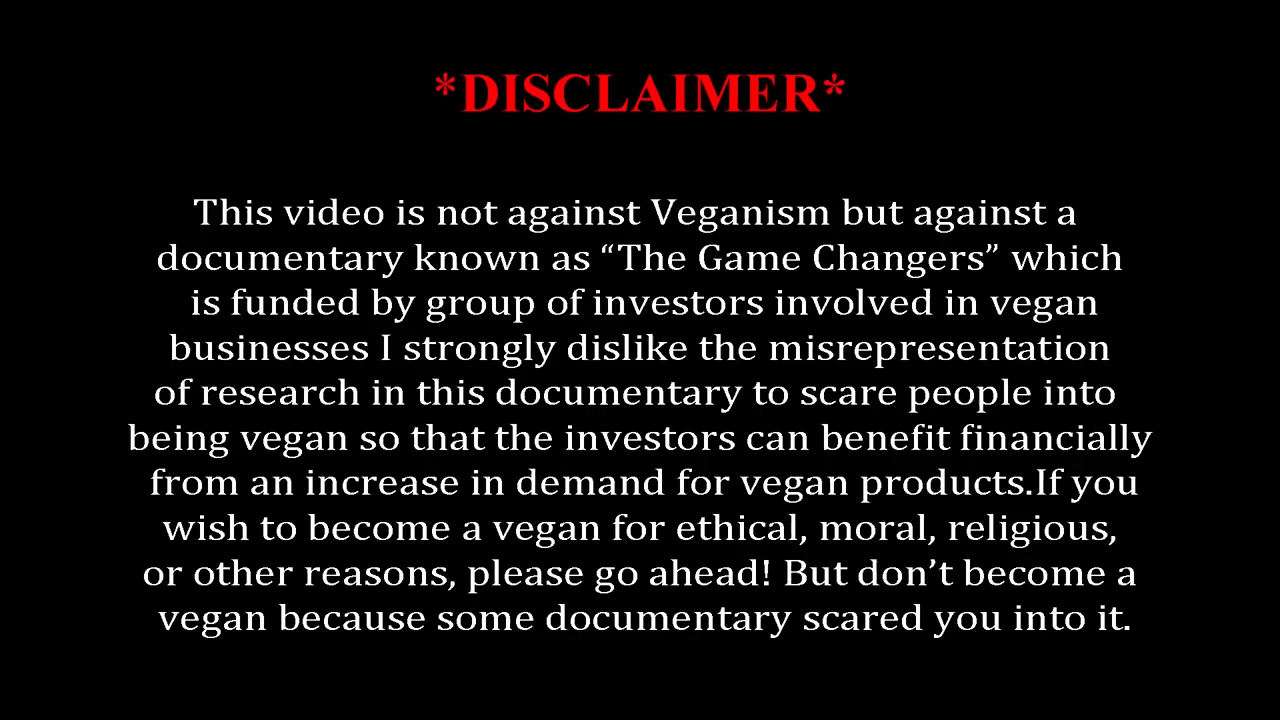 *DISCLAIMER*
This video is not against Veganism but against a
documentary known as “The Game Changers” which
is funded by group of investors involved in vegan
businesses I strongly dislike the misrepresentation
of research in this documentary to scare people into
being vegan so that the investors can benefit financially
from an increase in demand for vegan products.If you
wish to become a vegan for ethical, moral, religious,
or other reasons, please go ahead! But don’t become a
vegan because some documentary scared you into it.